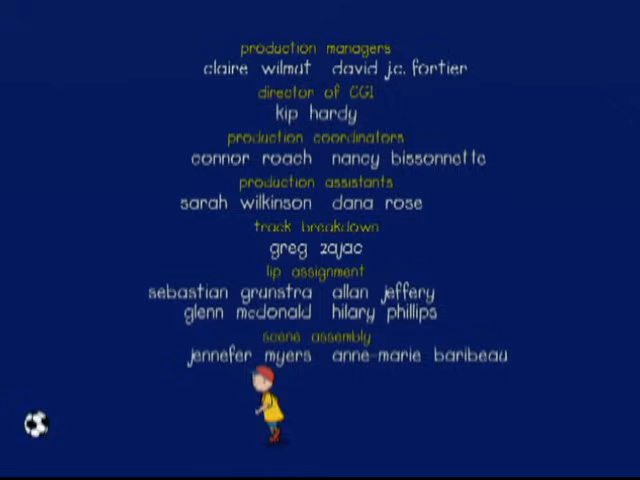 production managers
claire wilmut david j.c. fortier
director of CGI
kip hardy
production coordinators
connor roach nancy bissonnette
production assistants
sarah wilkinson dana rose
track breakdown
greg zajac
lip assignment
sebastian grunstra allan jeffery
glenn mcdonald hilary phillips
scene assembly
jennefer myers anne-marie baribeau